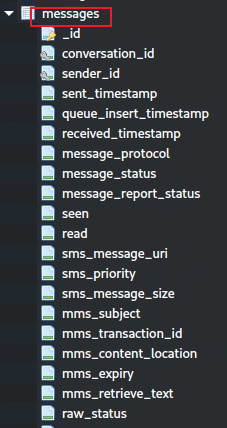 messages
_id
conversation_id
sender_id
sent_timestamp
queue_insert_timestamp
received_timestamp
message_protocol
message_status
message_report_status
seen
read
sms_message_uri
sms_priority
sms_message_size
mms_subject
mms_transaction_id
mms_content_location
mms_expiry
mms_retrieve_text
raw_status